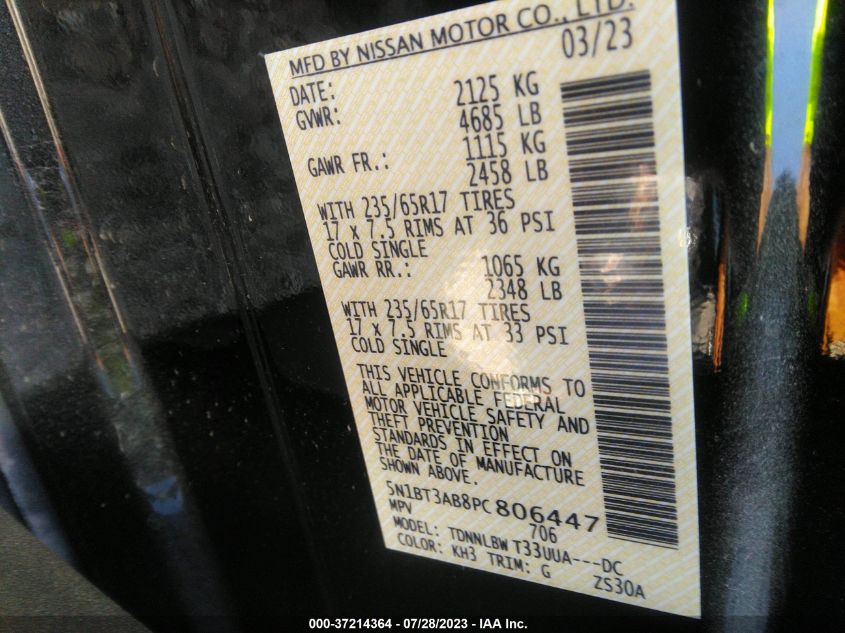 MFD BY NISSAN MOTOR CO., LTD.
DATE: 03/23
GVWR: 2125 KG
4685 LB
GAWR FR.: 1115 KG
2458 LB
WITH 235/65R17 TIRES
17 x 7.5 RIMS AT 36 PSI
COLD SINGLE
GAWR RR.: 1065 KG
2348 LB
WITH 235/65R17 TIRES
17 x 7.5 RIMS AT 33 PSI
COLD SINGLE
THIS VEHICLE CONFORMS TO
ALL APPLICABLE FEDERAL
MOTOR VEHICLE SAFETY AND
THEFT PREVENTION
STANDARDS IN EFFECT ON
THE DATE OF MANUFACTURE
SHOWN ABOVE.
5N1BT3AB8PC 806447
MPV 706
MODEL: TDNNLBW T33UUA---DC
COLOR: KH3 TRIM: G ZS30A
000-37214364 - 07/28/2023 - IAA Inc.